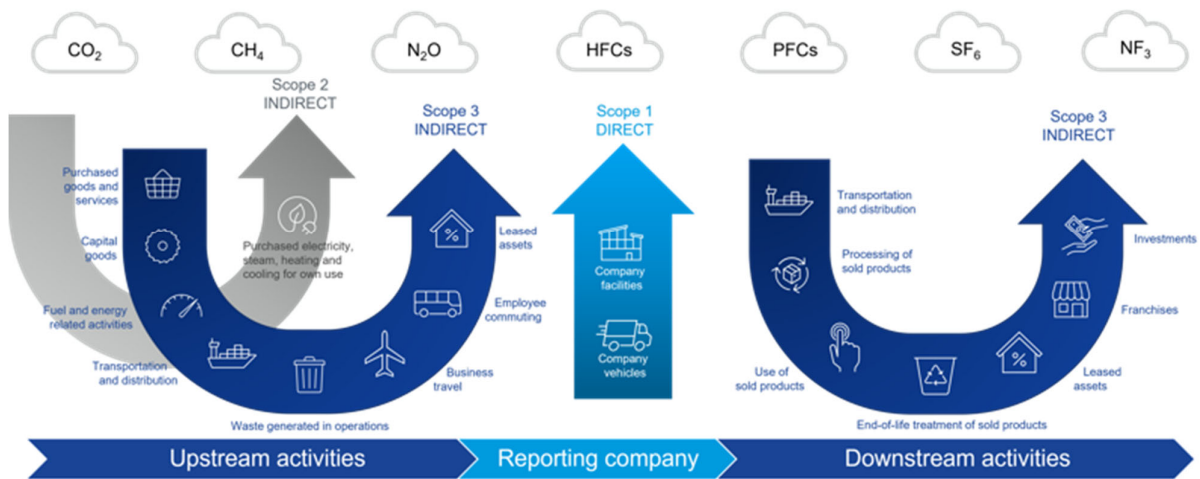 CO₂
CH₄
N₂O
HFCs
PFCs
SF₆
NF₃
Scope 2
INDIRECT
Purchased electricity,
steam, heating and
cooling for own use
Scope 3
INDIRECT
Purchased
goods and
services
Capital
goods
Fuel and energy
related activities
Transportation
and distribution
Waste generated in operations
Business
travel
Employee
commuting
Leased
assets
Scope 1
DIRECT
Company
facilities
Company
vehicles
Scope 3
INDIRECT
Transportation
and distribution
Processing of
sold products
Use of
sold products
End-of-life treatment of sold products
Leased
assets
Franchises
Investments
Upstream activities
Reporting company
Downstream activities